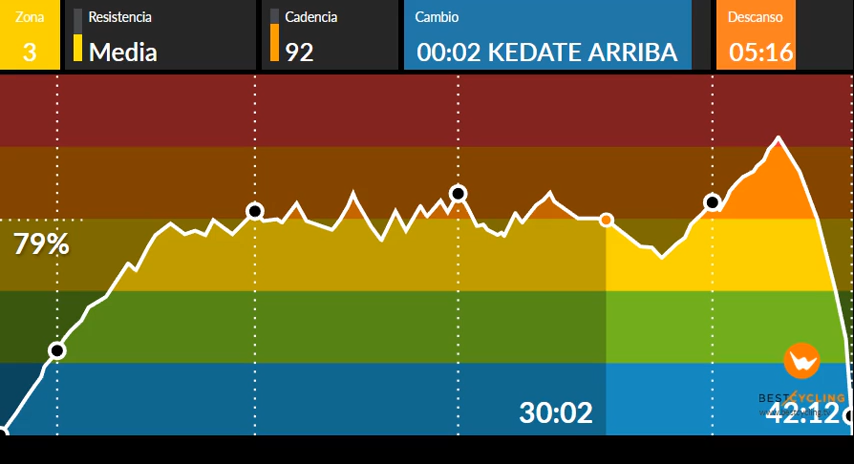 Zona
3
Resistencia
Media
Cadencia
92
Cambio
00:02 KEDATE ARRIBA
Descanso
05:16
79%
30:02
42:12
BESTCYCLING